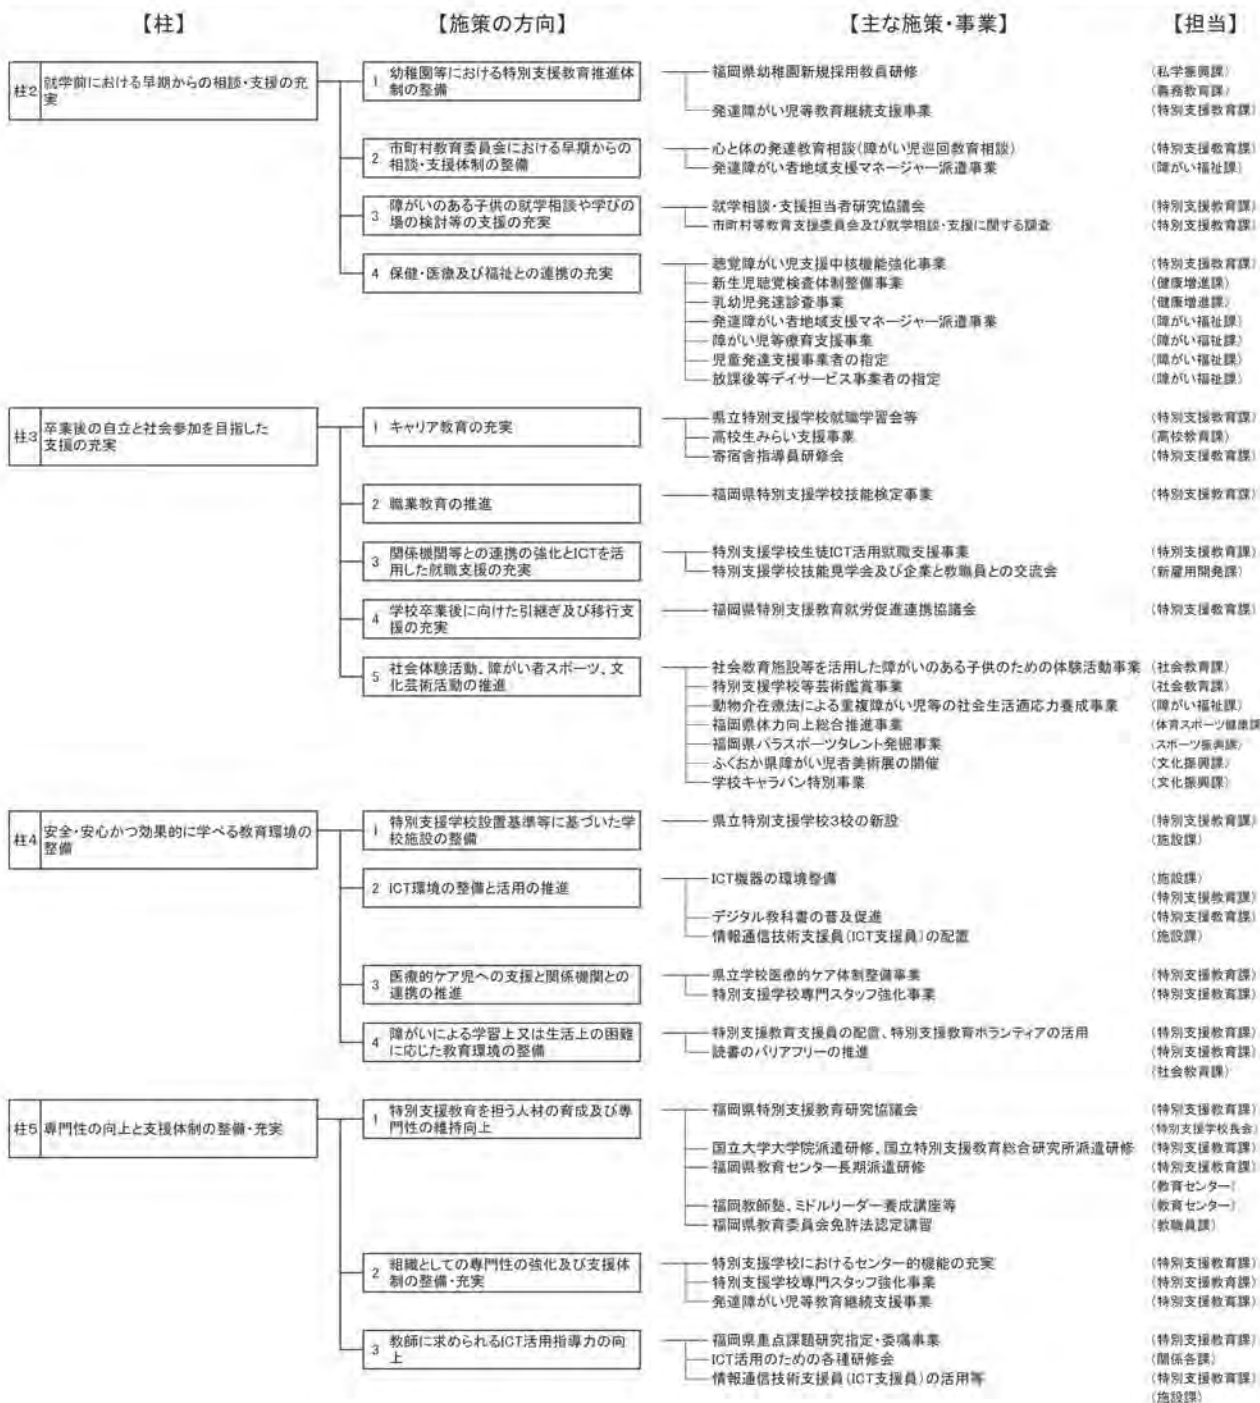 【柱】 【施策の方向】 【主な施策・事業】 【担当】
柱2 就学前における早期からの相談・支援の充
実
1 幼稚園等における特別支援教育推進体
制の整備
福岡県幼稚園新規採用教員研修 (私学振興課)
(義務教育課)
発達障がい児等教育継続支援事業 (特別支援教育課)
2 市町村教育委員会における早期からの
相談・支援体制の整備
心と体の発達教育相談(障がい児巡回教育相談) (特別支援教育課)
発達障がい者地域支援マネージャー派遣事業 (障がい福祉課)
3 障がいのある子供の就学相談や学びの
場の検討等の支援の充実
就学相談・支援担当者研究協議会 (特別支援教育課)
市町村等教育支援委員会及び就学相談・支援に関する調査 (特別支援教育課)
4 保健・医療及び福祉との連携の充実
聴覚障がい児支援中核機能強化事業 (特別支援教育課)
新生児聴覚検査体制整備事業 (健康増進課)
乳幼児発達診査事業 (健康増進課)
発達障がい者地域支援マネージャー派遣事業 (障がい福祉課)
障がい児等療育支援事業 (障がい福祉課)
児童発達支援事業者の指定 (障がい福祉課)
放課後等デイサービス事業者の指定 (障がい福祉課)
柱3 卒業後の自立と社会参加を目指した
支援の充実
1 キャリア教育の充実
県立特別支援学校就職学習会等 (特別支援教育課)
高校生みらい支援事業 (高校教育課)
寄宿舎指導員研修会 (特別支援教育課)
2 職業教育の推進
福岡県特別支援学校技能検定事業 (特別支援教育課)
3 関係機関等との連携の強化とICTを活
用した就職支援の充実
特別支援学校生徒ICT活用就職支援事業 (特別支援教育課)
特別支援学校技能見学会及び企業と教職員との交流会 (新雇用開発課)
4 学校卒業後に向けた引継ぎ及び移行支
援の充実
福岡県特別支援教育就労促進連携協議会 (特別支援教育課)
5 社会体験活動、障がい者スポーツ、文
化芸術活動の推進
社会教育施設等を活用した障がいのある子供のための体験活動事業 (社会教育課)
特別支援学校等芸術鑑賞事業 (社会教育課)
動物介在療法による重複障がい児等の社会生活適応力養成事業 (障がい福祉課)
福岡県体力向上総合推進事業 (体育スポーツ健康課
福岡県パラスポーツタレント発掘事業 (スポーツ振興課)
ふくおか県障がい児者美術展の開催 (文化振興課)
学校キャラバン特別事業 (文化振興課)
柱4 安全・安心かつ効果的に学べる教育環境の
整備
1 特別支援学校設置基準等に基づいた学
校施設の整備
県立特別支援学校3校の新設 (特別支援教育課)
(施設課)
2 ICT環境の整備と活用の推進
ICT機器の環境整備 (施設課)
(特別支援教育課)
デジタル教科書の普及促進 (特別支援教育課)
情報通信技術支援員(ICT支援員)の配置 (施設課)
3 医療的ケア児への支援と関係機関との
連携の推進
県立学校医療的ケア体制整備事業 (特別支援教育課)
特別支援学校専門スタッフ強化事業 (特別支援教育課)
4 障がいによる学習上又は生活上の困難
に応じた教育環境の整備
特別支援教育支援員の配置、特別支援教育ボランティアの活用 (特別支援教育課)
読書のバリアフリーの推進 (特別支援教育課)
(社会教育課)
柱5 専門性の向上と支援体制の整備・充実
1 特別支援教育を担う人材の育成及び専
門性の維持向上
福岡県特別支援教育研究協議会 (特別支援教育課)
(特別支援学校長会)
国立大学大学院派遣研修、国立特別支援教育総合研究所派遣研修 (特別支援教育課)
福岡県教育センター長期派遣研修 (特別支援教育課)
(教育センター)
福岡教師塾、ミドルリーダー養成講座等 (教育センター)
福岡県教育委員会免許法認定講習 (教職員課)
2 組織としての専門性の強化及び支援体
制の整備・充実
特別支援学校におけるセンター的機能の充実 (特別支援教育課)
特別支援学校専門スタッフ強化事業 (特別支援教育課)
発達障がい児等教育継続支援事業 (特別支援教育課)
3 教師に求められるICT活用指導力の向
上
福岡県重点課題研究指定・委嘱事業 (特別支援教育課)
ICT活用のための各種研修会 (関係各課)
情報通信技術支援員(ICT支援員)の活用等 (特別支援教育課)
(施設課)